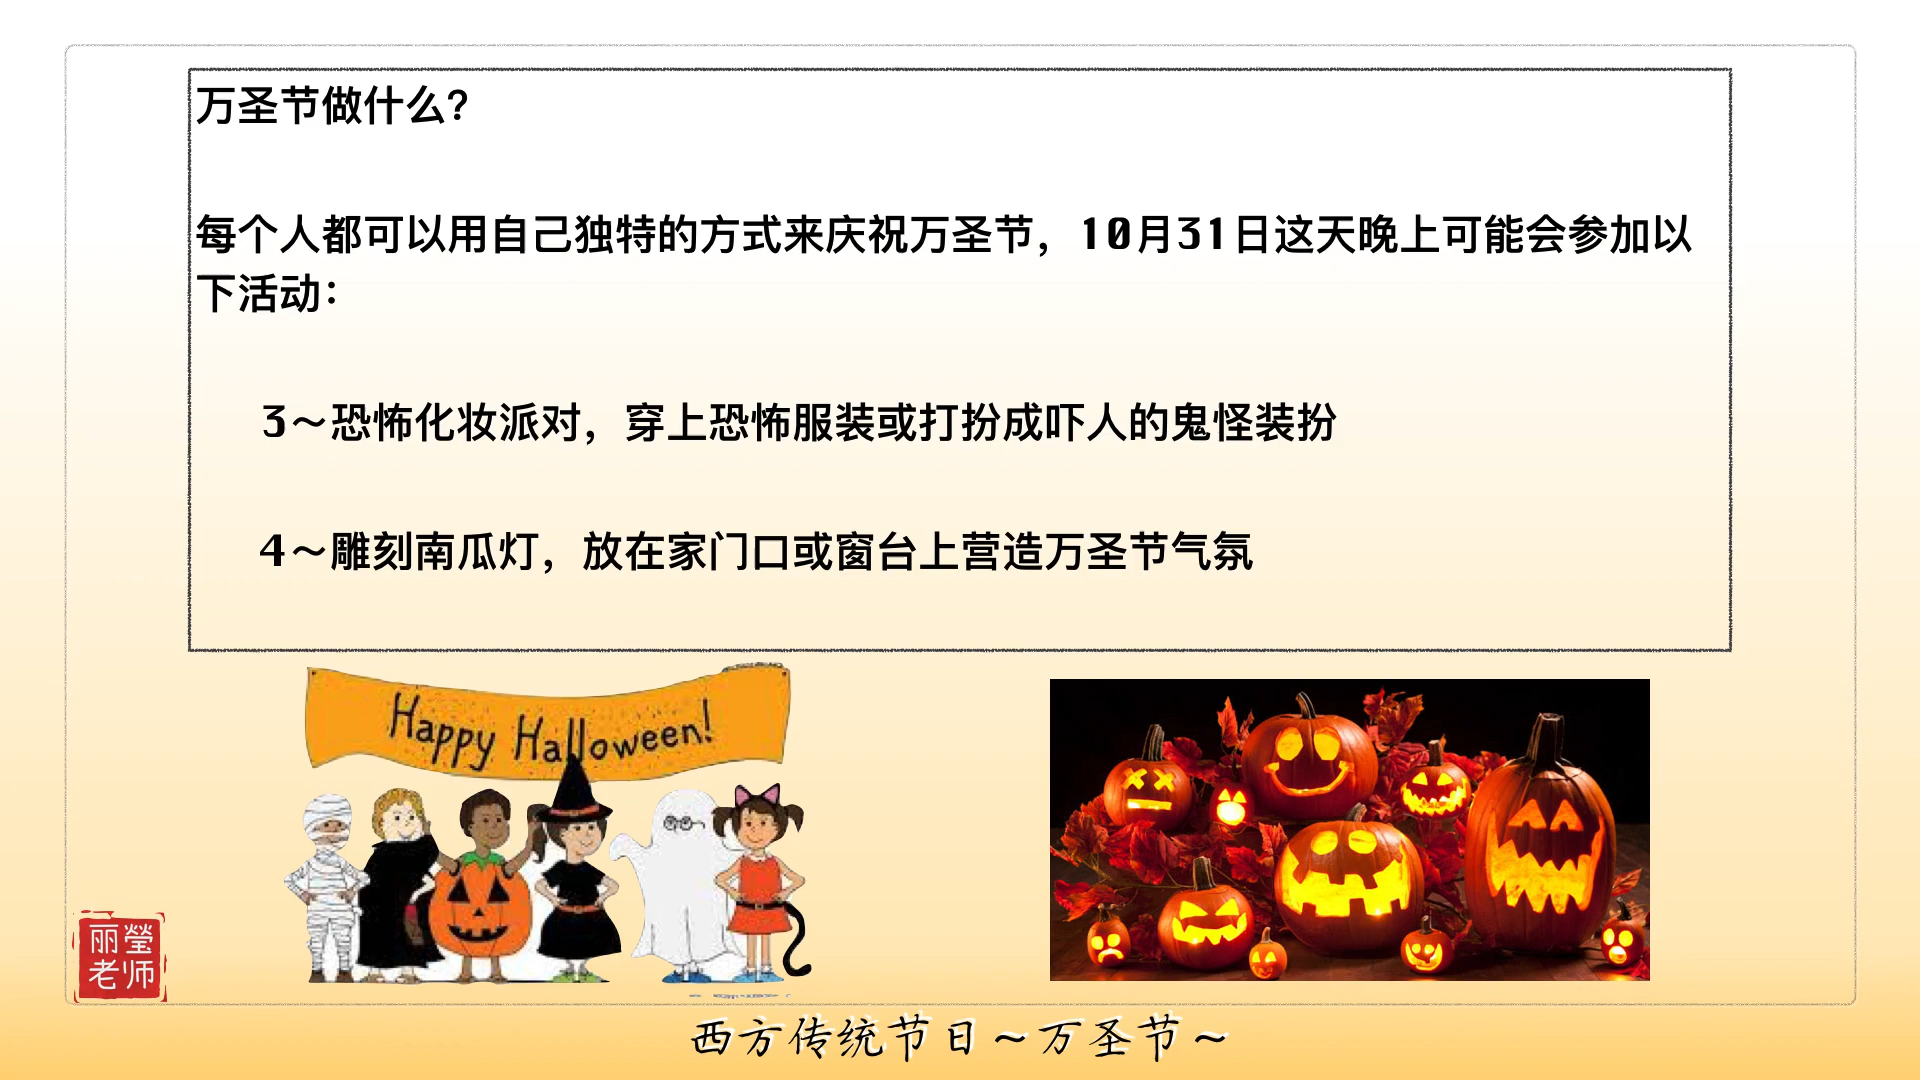 万圣节做什么？
每个人都可以用自己独特的方式来庆祝万圣节，10月31日这天晚上可能会参加以
下活动：
3～恐怖化妆派对，穿上恐怖服装或打扮成吓人的鬼怪装扮
4～雕刻南瓜灯，放在家门口或窗台上营造万圣节气氛
Happy Halloween!
丽瑩
老师
西方传统节日～万圣节～